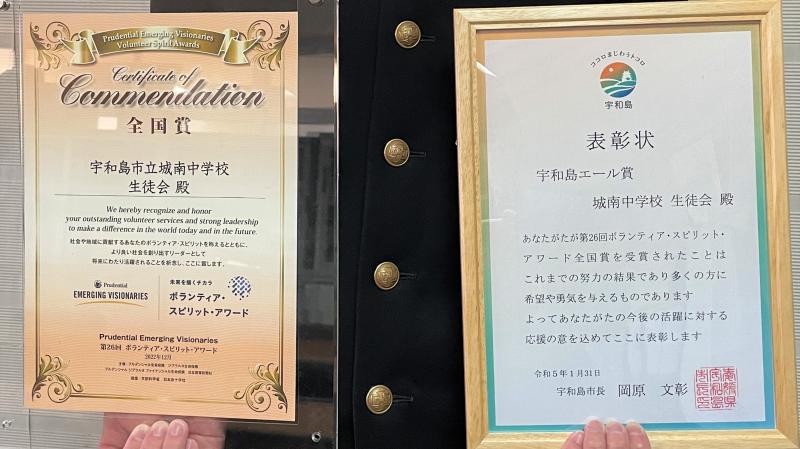 Prudential Emerging Visionaries
Volunteer Spirit Awards
Certificate of
Commendation
全国賞
宇和島市立城南中学校
生徒会 殿
We hereby recognize and honor
your outstanding volunteer services and strong leadership
to make a difference in the world today and in the future.
社会や地域に貢献するあなたのボランティア・スピリットを称えるとともに、
より良い社会を創り出すリーダーとして
将来にわたり活躍されることを祈念し、ここに賞します。
Prudential
EMERGING VISIONARIES
未来を描くチカラ
ボランティア・
スピリット・アワード
Prudential Emerging Visionaries
第26回 ボランティア・スピリット・アワード
2022年12月
ココロまじわうトコロ
宇和島
表彰状
宇和島エール賞
城南中学校 生徒会 殿
あなたがたが第26回ボランティア・スピリット・
アワード全国賞を受賞されたことは
これまでの努力の結果であり多くの方に
希望や勇気を与えるものであります
よってあなたがたの今後の活躍に対する
応援の意を込めてここに表彰します
令和5年1月31日
宇和島市長 岡原 文彰